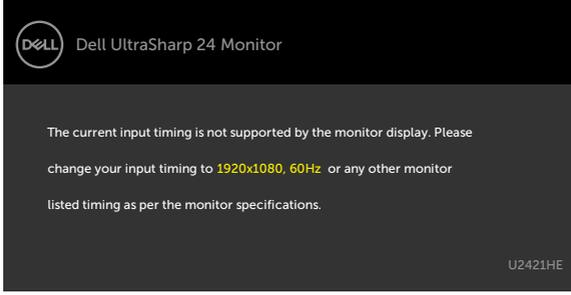 DELL Dell UltraSharp 24 Monitor
The current input timing is not supported by the monitor display. Please
change your input timing to 1920x1080, 60Hz or any other monitor
listed timing as per the monitor specifications.
U2421HE